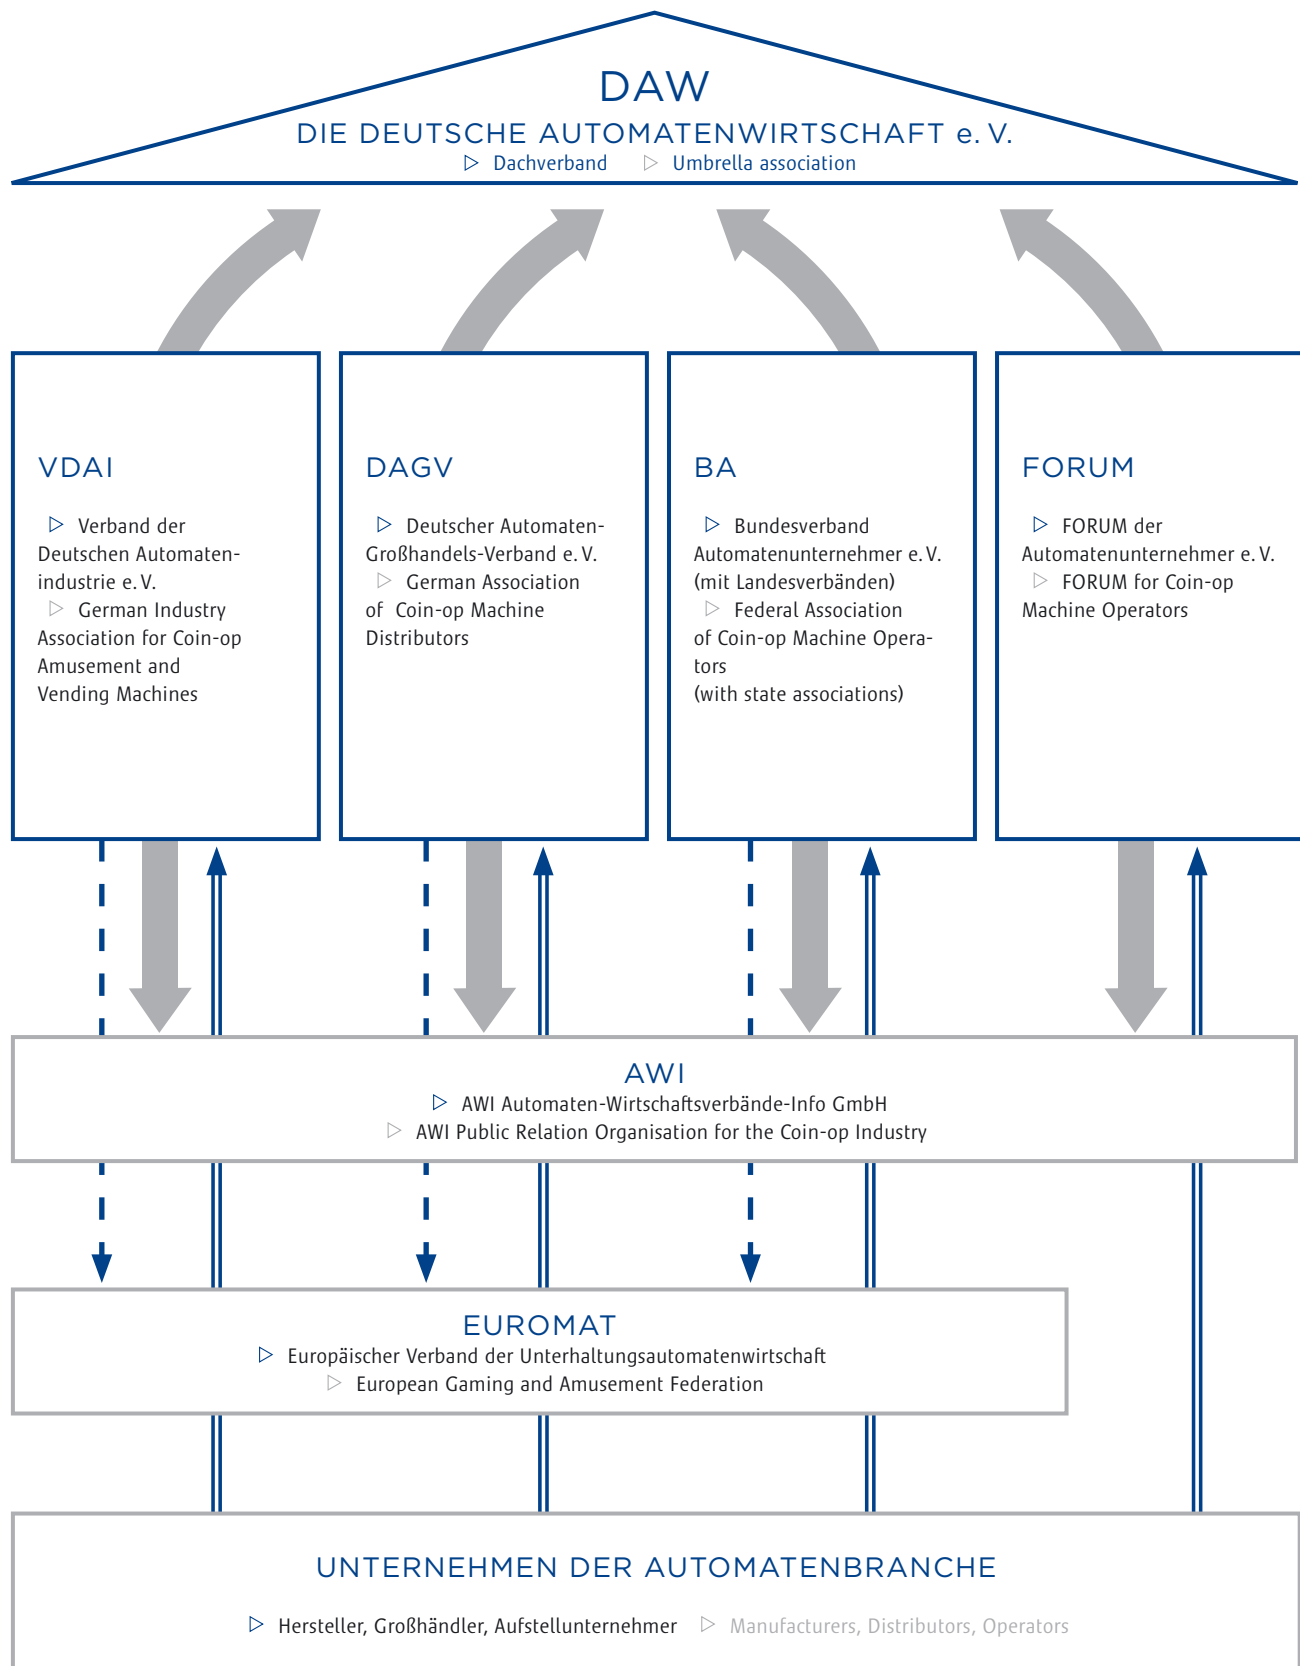 DAW
DIE DEUTSCHE AUTOMATENWIRTSCHAFT e. V.
▷ Dachverband ▷ Umbrella association
VDAI
▷ Verband der
Deutschen Automaten-
industrie e. V.
▷ German Industry
Association for Coin-op
Amusement and
Vending Machines
DAGV
▷ Deutscher Automaten-
Großhandels-Verband e. V.
▷ German Association
of Coin-op Machine
Distributors
BA
▷ Bundesverband
Automatenunternehmer e. V.
(mit Landesverbänden)
▷ Federal Association
of Coin-op Machine Opera-
tors
(with state associations)
FORUM
▷ FORUM der
Automatenunternehmer e. V.
▷ FORUM for Coin-op
Machine Operators
AWI
▷ AWI Automaten-Wirtschaftsverbände-Info GmbH
▷ AWI Public Relation Organisation for the Coin-op Industry
EUROMAT
▷ Europäischer Verband der Unterhaltungsautomatenwirtschaft
▷ European Gaming and Amusement Federation
UNTERNEHMEN DER AUTOMATENBRANCHE
▷ Hersteller, Großhändler, Aufstellunternehmer ▷ Manufacturers, Distributors, Operators